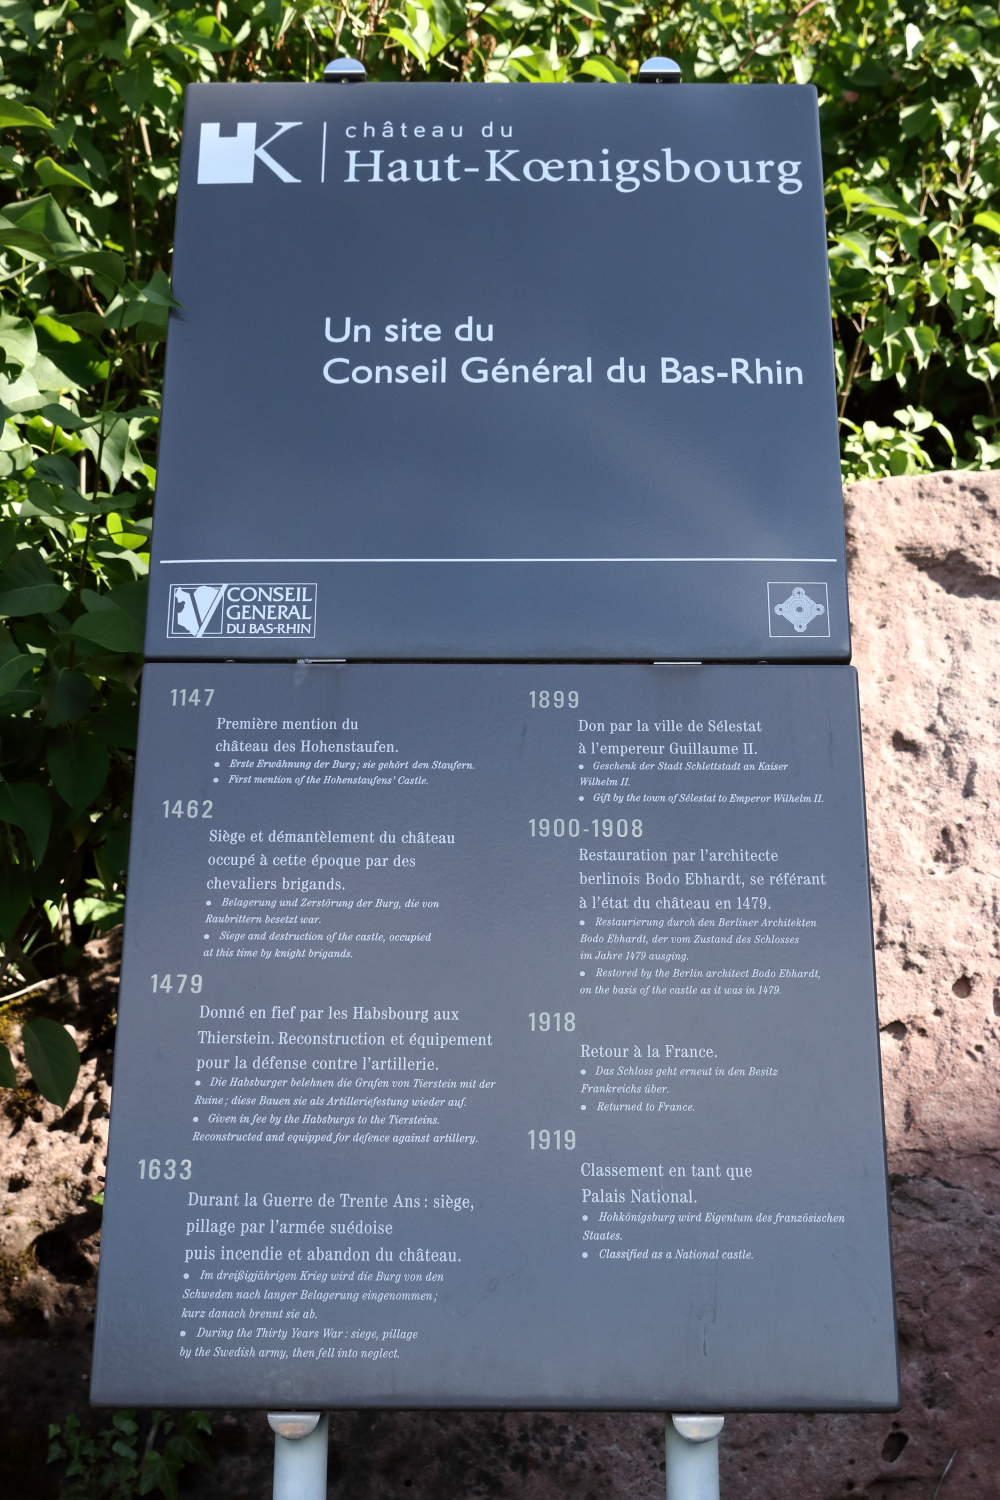 château du
Haut-Kœnigsbourg
Un site du
Conseil Général du Bas-Rhin
CONSEIL
GENERAL
DU BAS-RHIN
1147
Première mention du
château des Hohenstaufen.
• Erste Erwähnung der Burg ; sie gehört den Staufern.
• First mention of the Hohenstaufens' Castle.
1462
Siège et démantèlement du château
occupé à cette époque par des
chevaliers brigands.
• Belagerung und Zerstörung der Burg, die von
Raubrittern besetzt war.
• Siege and destruction of the castle, occupied
at this time by knight brigands.
1479
Donné en fief par les Habsbourg aux
Thierstein. Reconstruction et équipement
pour la défense contre l'artillerie.
• Die Habsburger belehnen die Grafen von Tierstein mit der
Ruine ; diese Bauen sie als Artilleriefestung wieder auf.
• Given in fee by the Habsburgs to the Tiersteins.
Reconstructed and equipped for defence against artillery.
1633
Durant la Guerre de Trente Ans : siège,
pillage par l'armée suédoise
puis incendie et abandon du château.
• Im dreißigjährigen Krieg wird die Burg von den
Schweden nach langer Belagerung eingenommen ;
kurz danach brennt sie ab.
• During the Thirty Years War : siege, pillage
by the Swedish army, then fell into neglect.
1899
Don par la ville de Sélestat
à l'empereur Guillaume II.
• Geschenk der Stadt Schlettstadt an Kaiser
Wilhelm II.
• Gift by the town of Sélestat to Emperor Wilhelm II.
1900-1908
Restauration par l'architecte
berlinois Bodo Ebhardt, se référant
à l'état du château en 1479.
• Restaurierung durch den Berliner Architekten
Bodo Ebhardt, der vom Zustand des Schlosses
im Jahre 1479 ausging.
• Restored by the Berlin architect Bodo Ebhardt,
on the basis of the castle as it was in 1479.
1918
Retour à la France.
• Das Schloss geht erneut in den Besitz
Frankreichs über.
• Returned to France.
1919
Classement en tant que
Palais National.
• Hohkönigsburg wird Eigentum des französischen
Staates.
• Classified as a National castle.